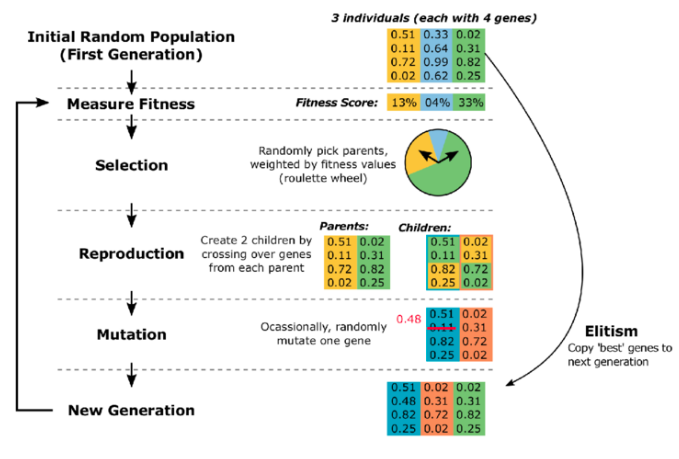 3 individuals (each with 4 genes)
Initial Random Population
(First Generation)
0.51 0.33 0.02
0.11 0.64 0.31
0.72 0.99 0.82
0.02 0.62 0.25
Measure Fitness
Fitness Score: 13% 04% 33%
Selection
Randomly pick parents,
weighted by fitness values
(roulette wheel)
Reproduction
Create 2 children by
crossing over genes
from each parent
Parents:
0.51 0.02
0.11 0.31
0.72 0.82
0.02 0.25
Children:
0.51 0.02
0.11 0.31
0.82 0.72
0.25 0.02
Mutation
Ocassionally, randomly
mutate one gene
0.48
0.51 0.02
0.11 0.31
0.82 0.72
0.25 0.02
Elitism
Copy 'best' genes to
next generation
New Generation
0.51 0.02 0.02
0.48 0.31 0.31
0.82 0.72 0.82
0.25 0.02 0.25